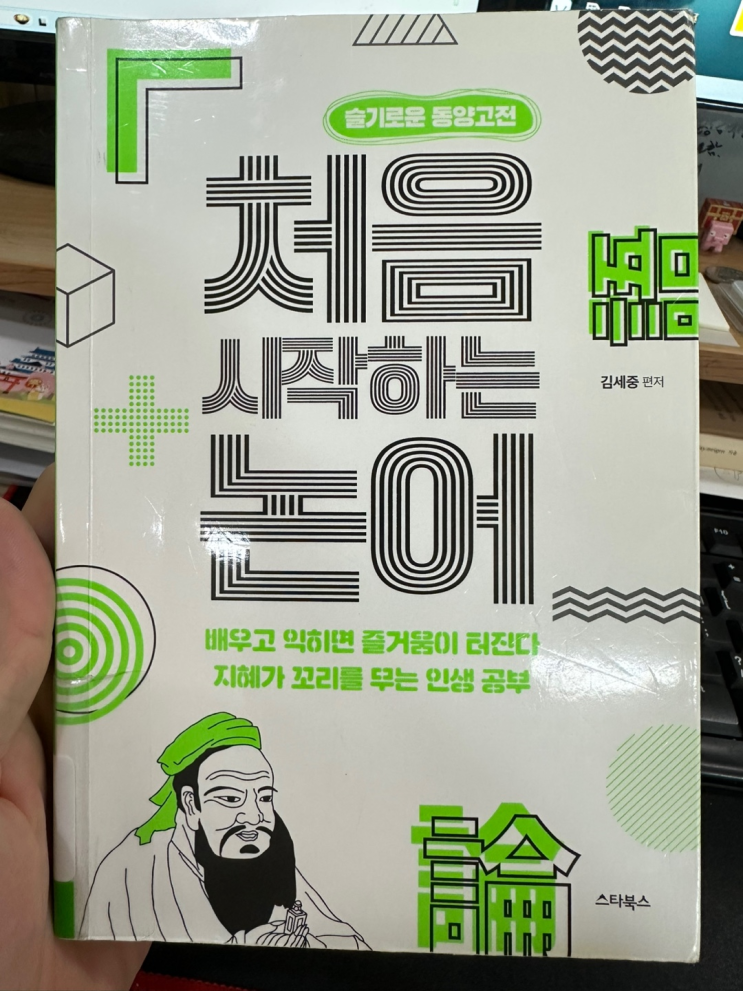 슬기로운 동양고전
처음
시작하는
논어
김세중 편저
배우고 익히면 즐거움이 터진다
지혜가 꼬리를 무는 인생 공부
論
스타북스
F10